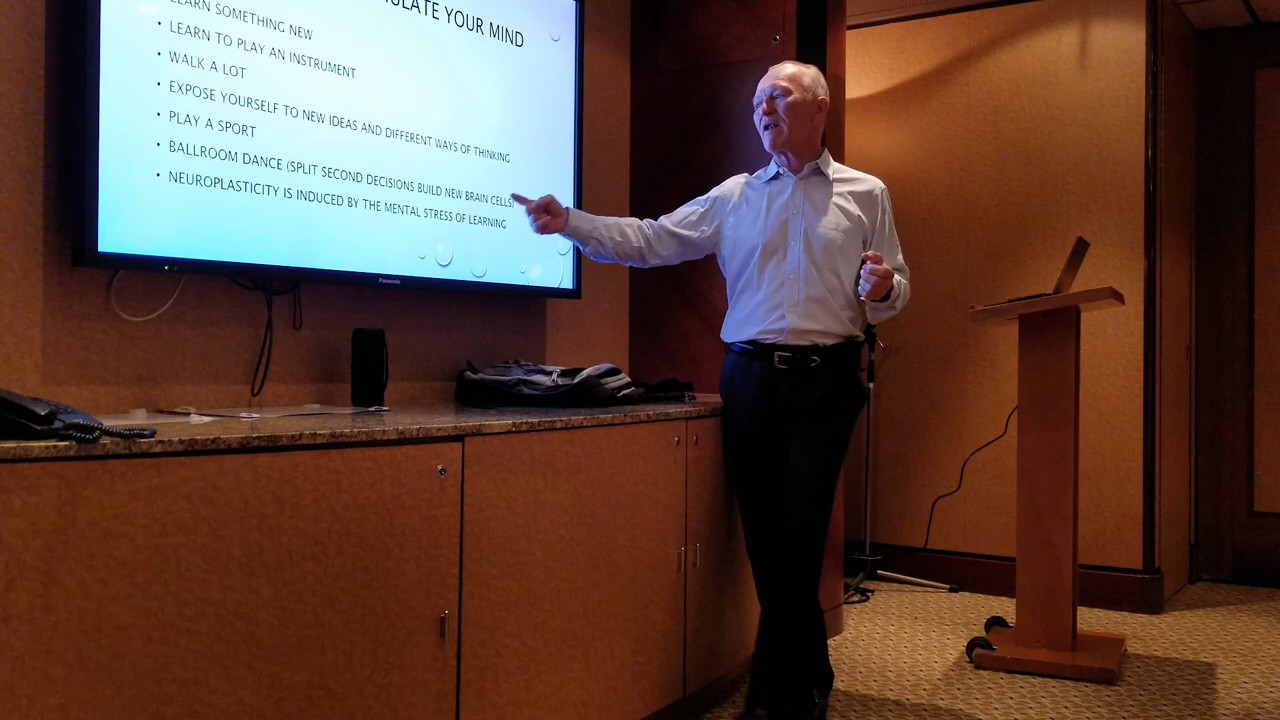 YOUR MIND
LEARN SOMETHING NEW
• LEARN TO PLAY AN INSTRUMENT
• WALK A LOT
• EXPOSE YOURSELF TO NEW IDEAS AND DIFFERENT WAYS OF THINKING
• PLAY A SPORT
• BALLROOM DANCE (SPLIT SECOND DECISIONS BUILD NEW BRAIN CELLS)
• NEUROPLASTICITY IS INDUCED BY THE MENTAL STRESS OF LEARNING
Panasonic